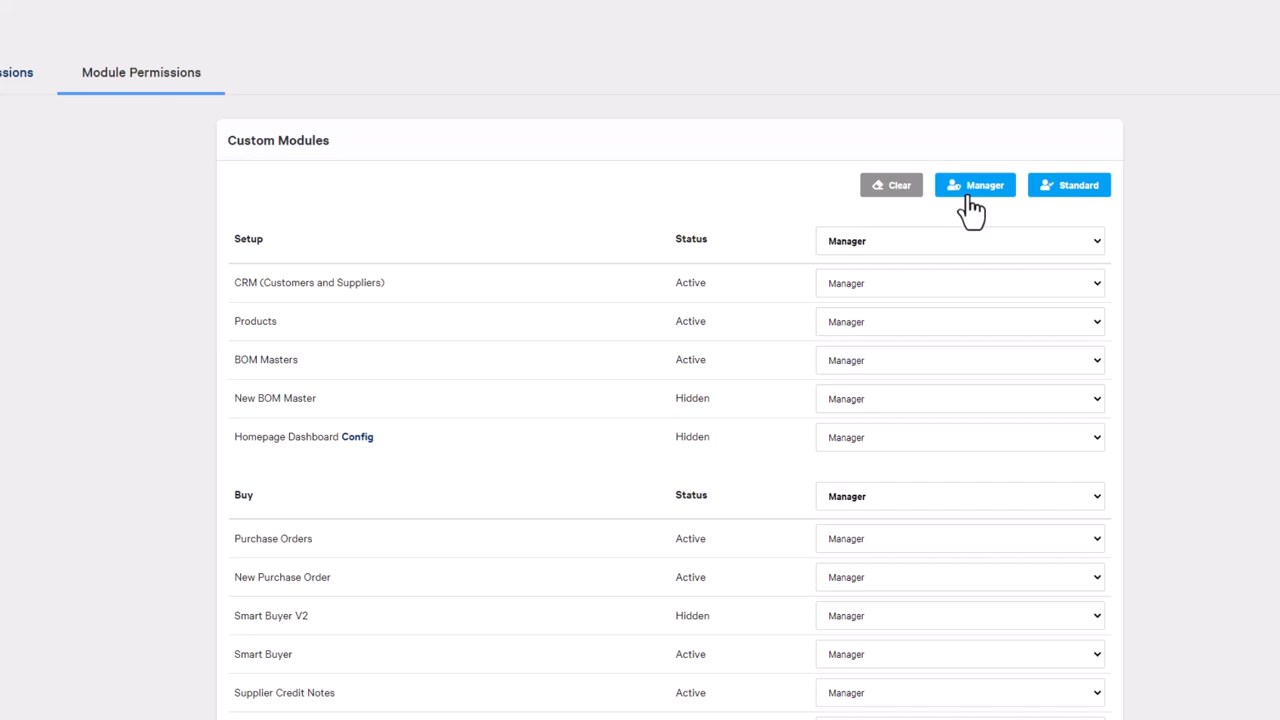 ssions Module Permissions
Custom Modules
Clear Manager Standard
Setup Status Manager
CRM (Customers and Suppliers) Active Manager
Products Active Manager
BOM Masters Active Manager
New BOM Master Hidden Manager
Homepage Dashboard Config Hidden Manager
Buy Status Manager
Purchase Orders Active Manager
New Purchase Order Active Manager
Smart Buyer V2 Hidden Manager
Smart Buyer Active Manager
Supplier Credit Notes Active Manager